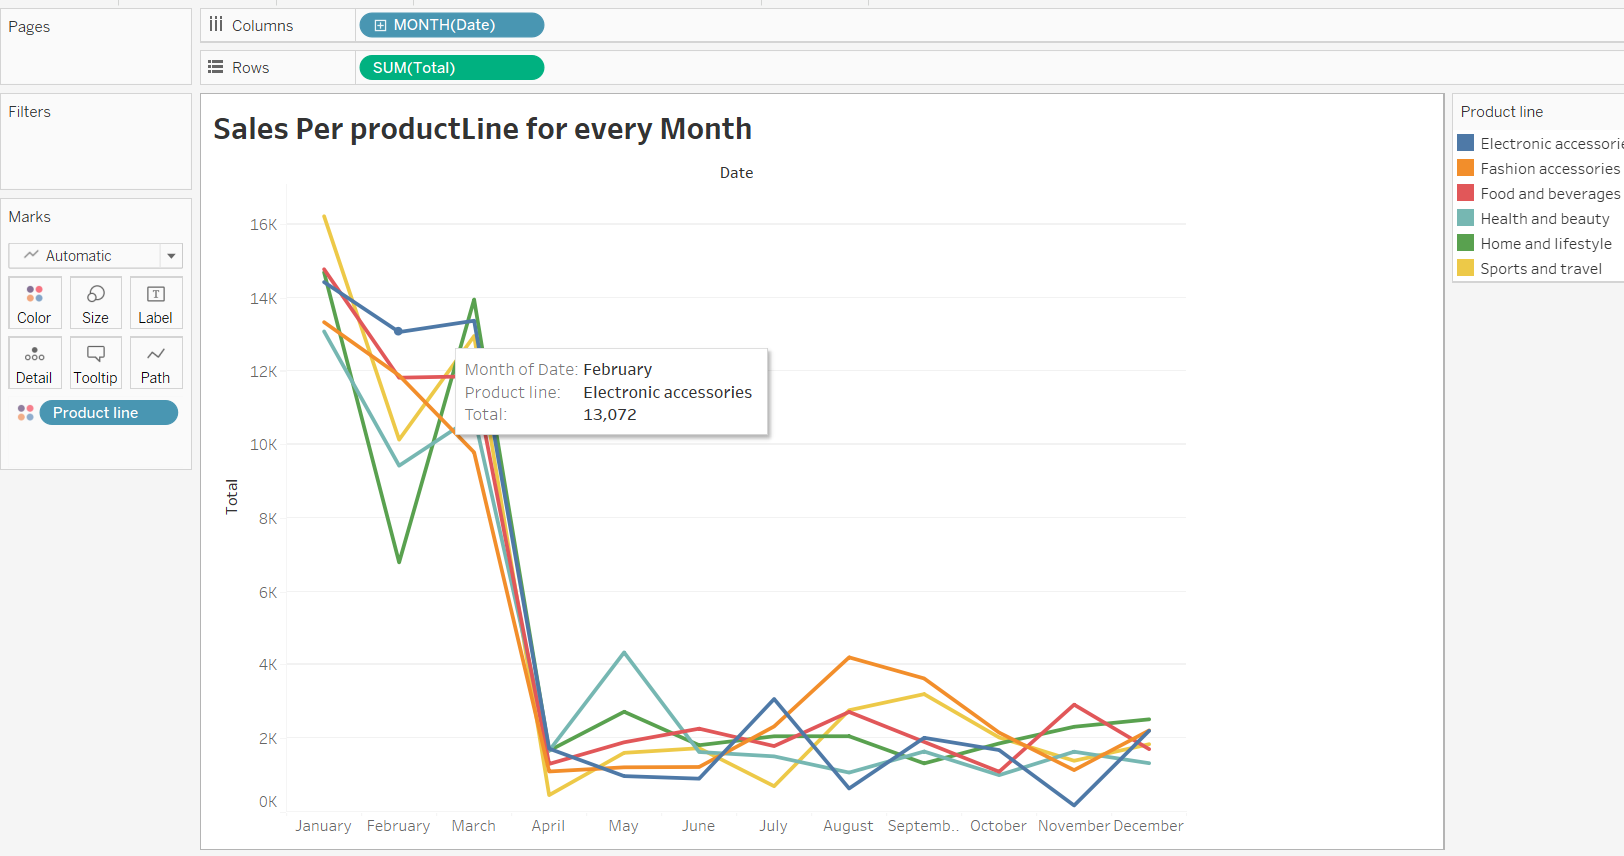 Pages
Columns
MONTH(Date)
Rows
SUM(Total)
Filters
Marks
Automatic
Color
Size
Label
Detail
Tooltip
Path
Product line
Sales Per productLine for every Month
Date
16K
14K
12K
10K
8K
6K
4K
2K
0K
Total
Month of Date: February
Product line: Electronic accessories
Total: 13,072
January February March April May June July August Septemb.. October November December
Product line
Electronic accessorie
Fashion accessories
Food and beverages
Health and beauty
Home and lifestyle
Sports and travel